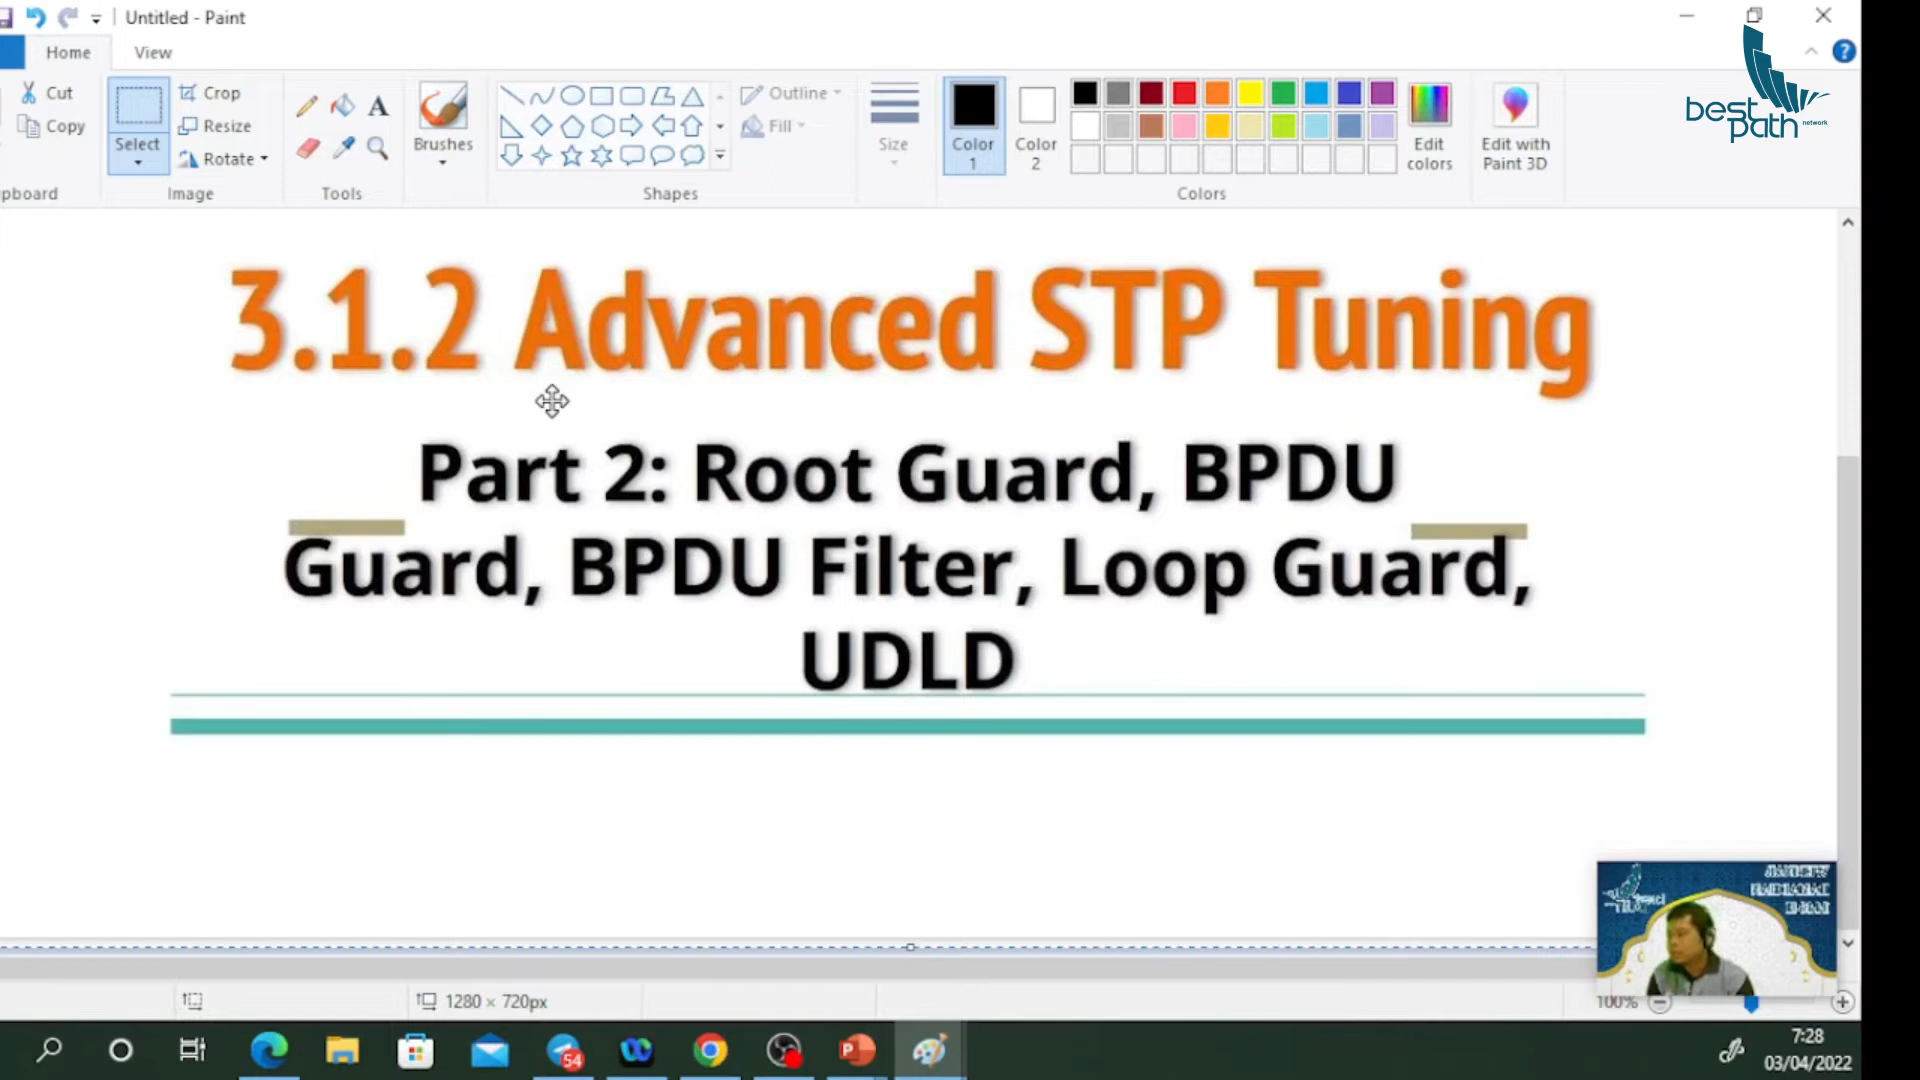 Untitled - Paint
Home View
Cut
Copy
Select
Crop
Resize
Rotate
Brushes
Outline
Fill
Size
Color 1
Color 2
Edit colors
Edit with Paint 3D
pboard
Image
Tools
Shapes
Colors
best path network
3.1.2 Advanced STP Tuning
Part 2: Root Guard, BPDU
Guard, BPDU Filter, Loop Guard,
UDLD
1280 × 720px
100%
54
7:28
03/04/2022